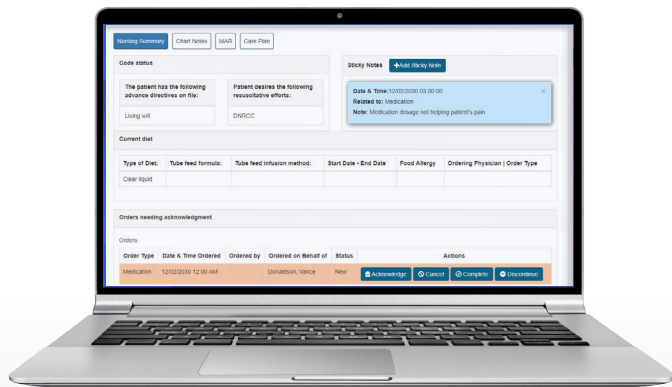 Nursing Summary Chart Notes MAR Care Plan
Code status
The patient has the following advance directives on file:
Patient desires the following resuscitative efforts:
Living will
DNRCC
Sticky Notes +Add Sticky Note
Date & Time:12/02/2030 03:00:00 ×
Related to: Medication
Note: Medication dosage not helping patient's pain
Current diet
Type of Diet: Tube feed formula: Tube feed infusion method: Start Date - End Date Food Allergy Ordering Physician | Order Type
Clear liquid
Orders needing acknowledgment
Orders
Order Type Date & Time Ordered Ordered by Ordered on Behalf of Status Actions
Medication 12/02/2030 12:00 AM Donaldson, Vance New Acknowledge Cancel Complete Discontinue